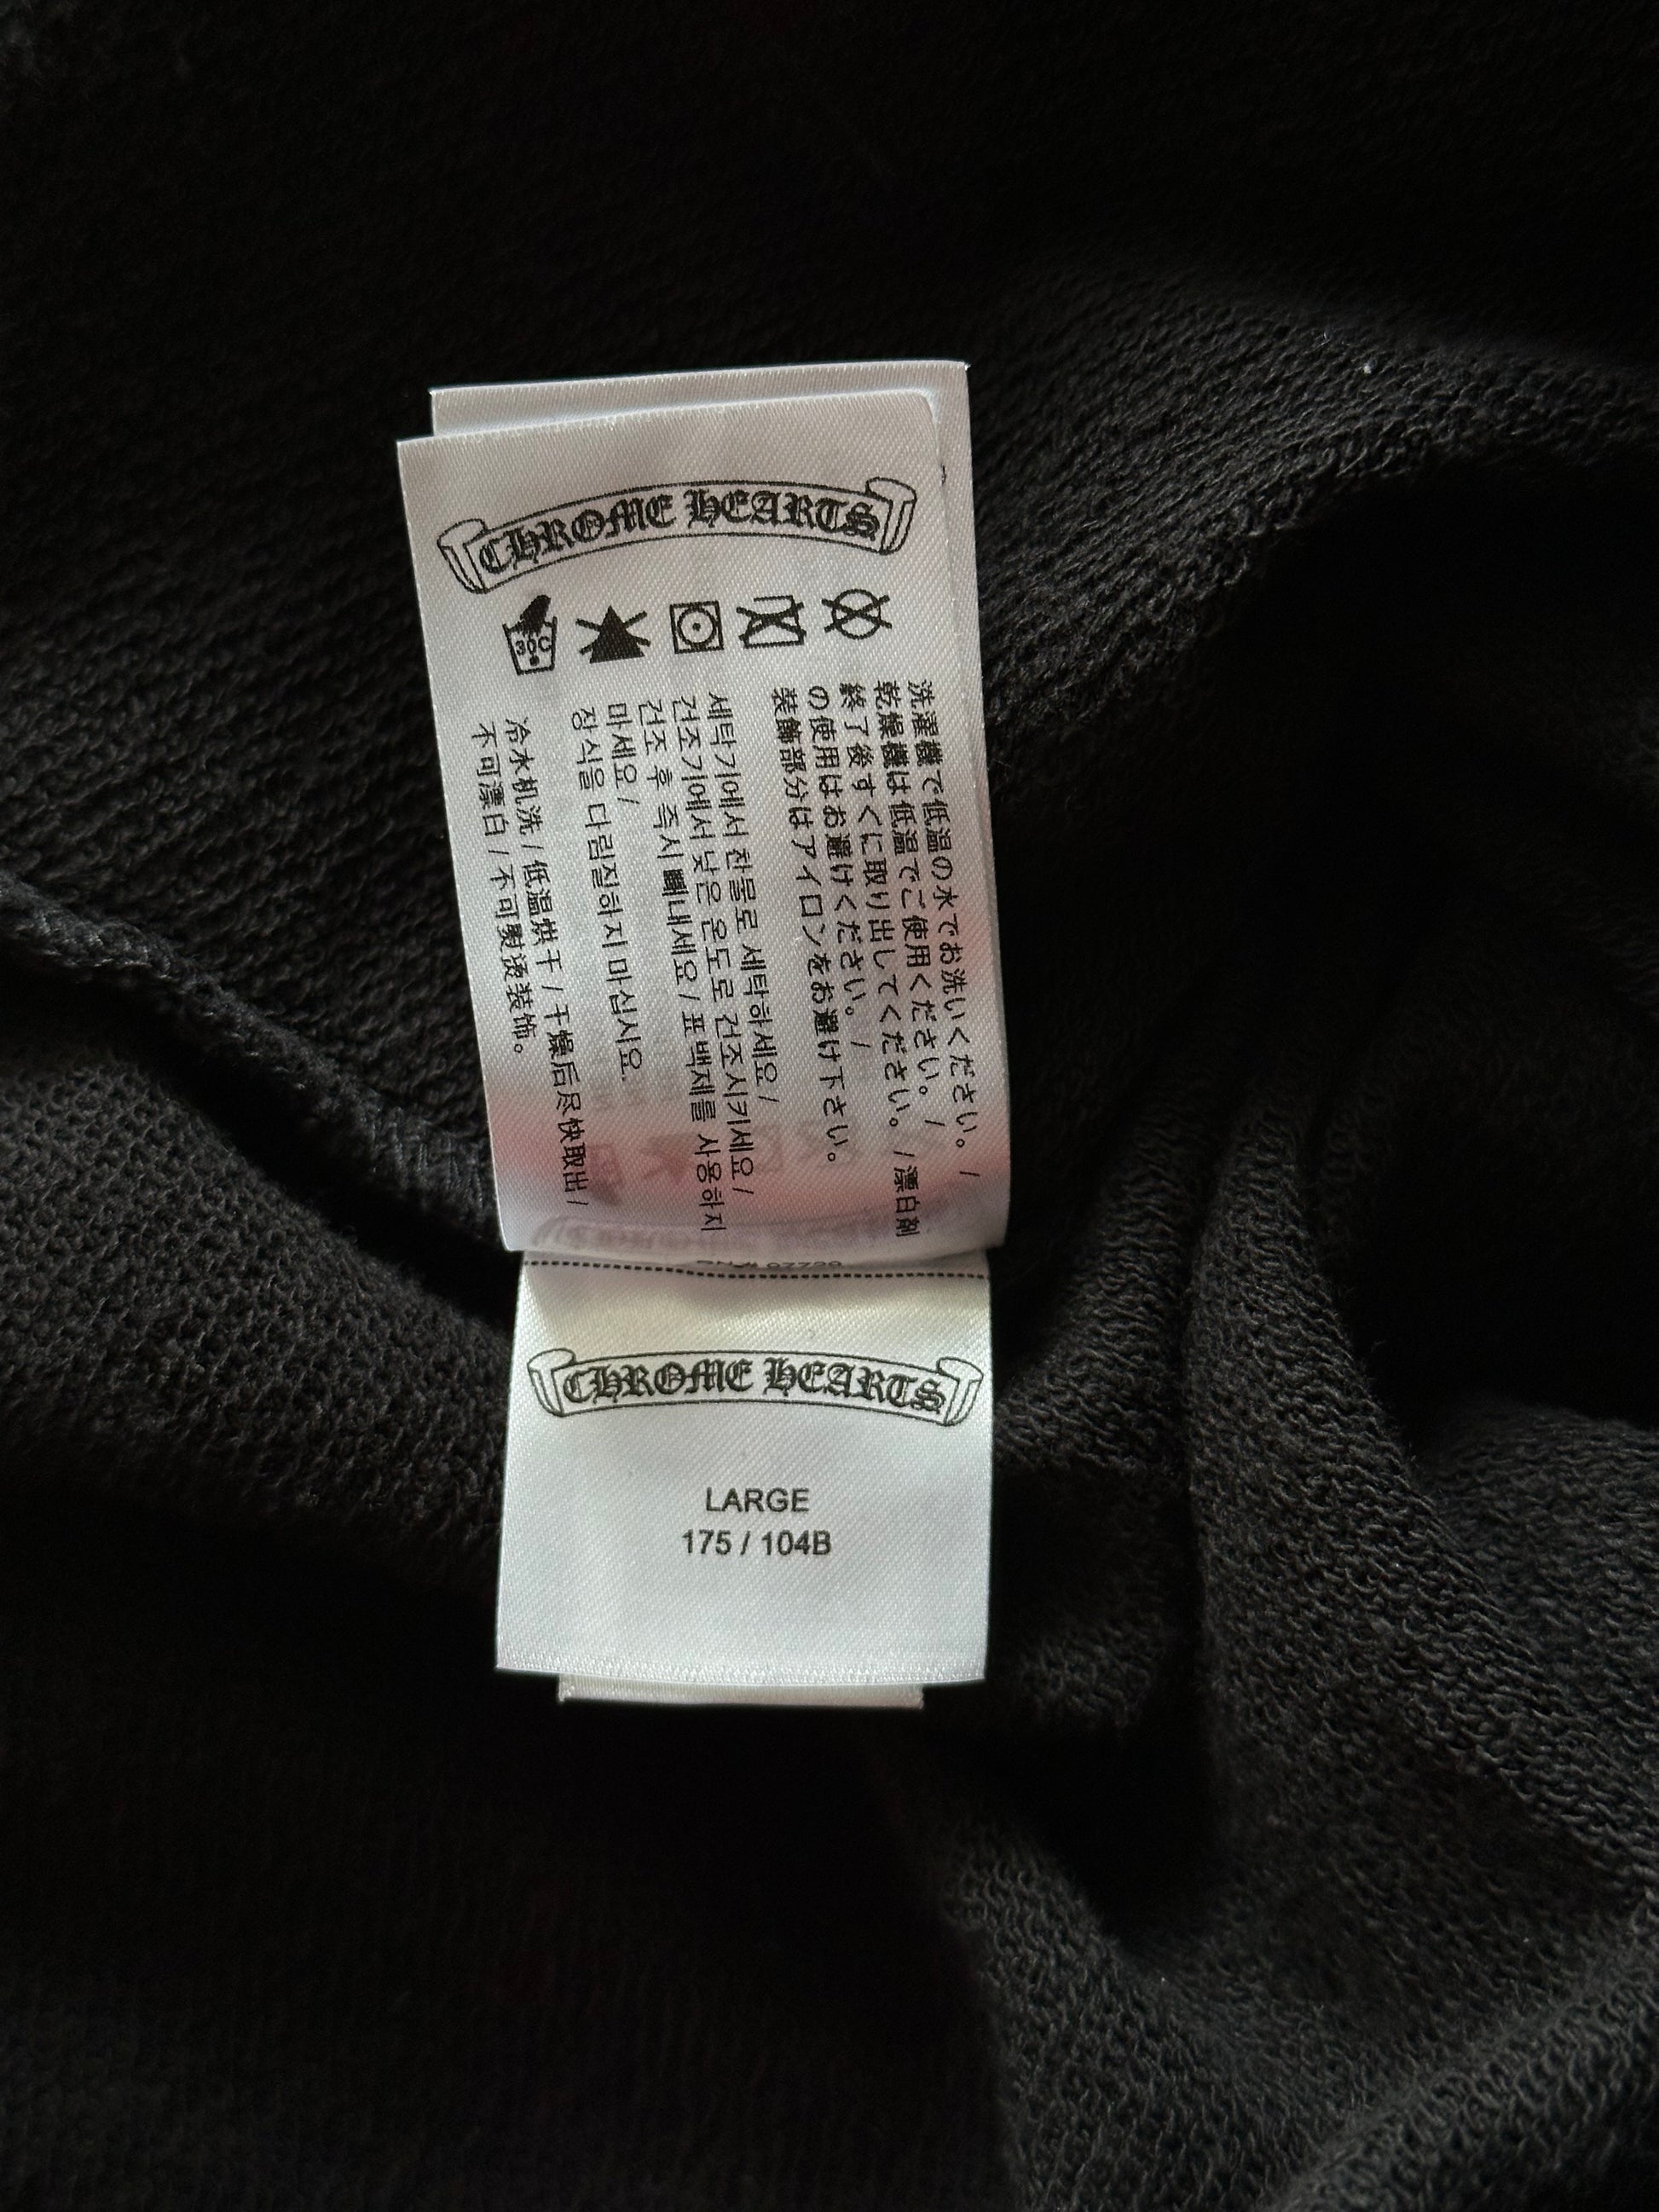 CHROME HEARTS
30C
洗濯機で低温の水でお洗いください。/
乾燥機は低温でご使用ください。/
終了後すぐに取り出してください。/漂白剤
の使用はお避けください。/
装飾部分はアイロンをお避け下さい。
세탁기에서 찬물로 세탁하세요 /
건조기에서 낮은 온도로 건조시키세요 /
건조 후 즉시 빼내세요 / 표백제를 사용하지
마세요 /
장식을 다림질하지 마십시요.
冷水机洗 / 低温烘干 / 干燥后尽快取出 /
不可漂白 / 不可熨烫装饰。
CHROME HEARTS
LARGE
175 / 104B